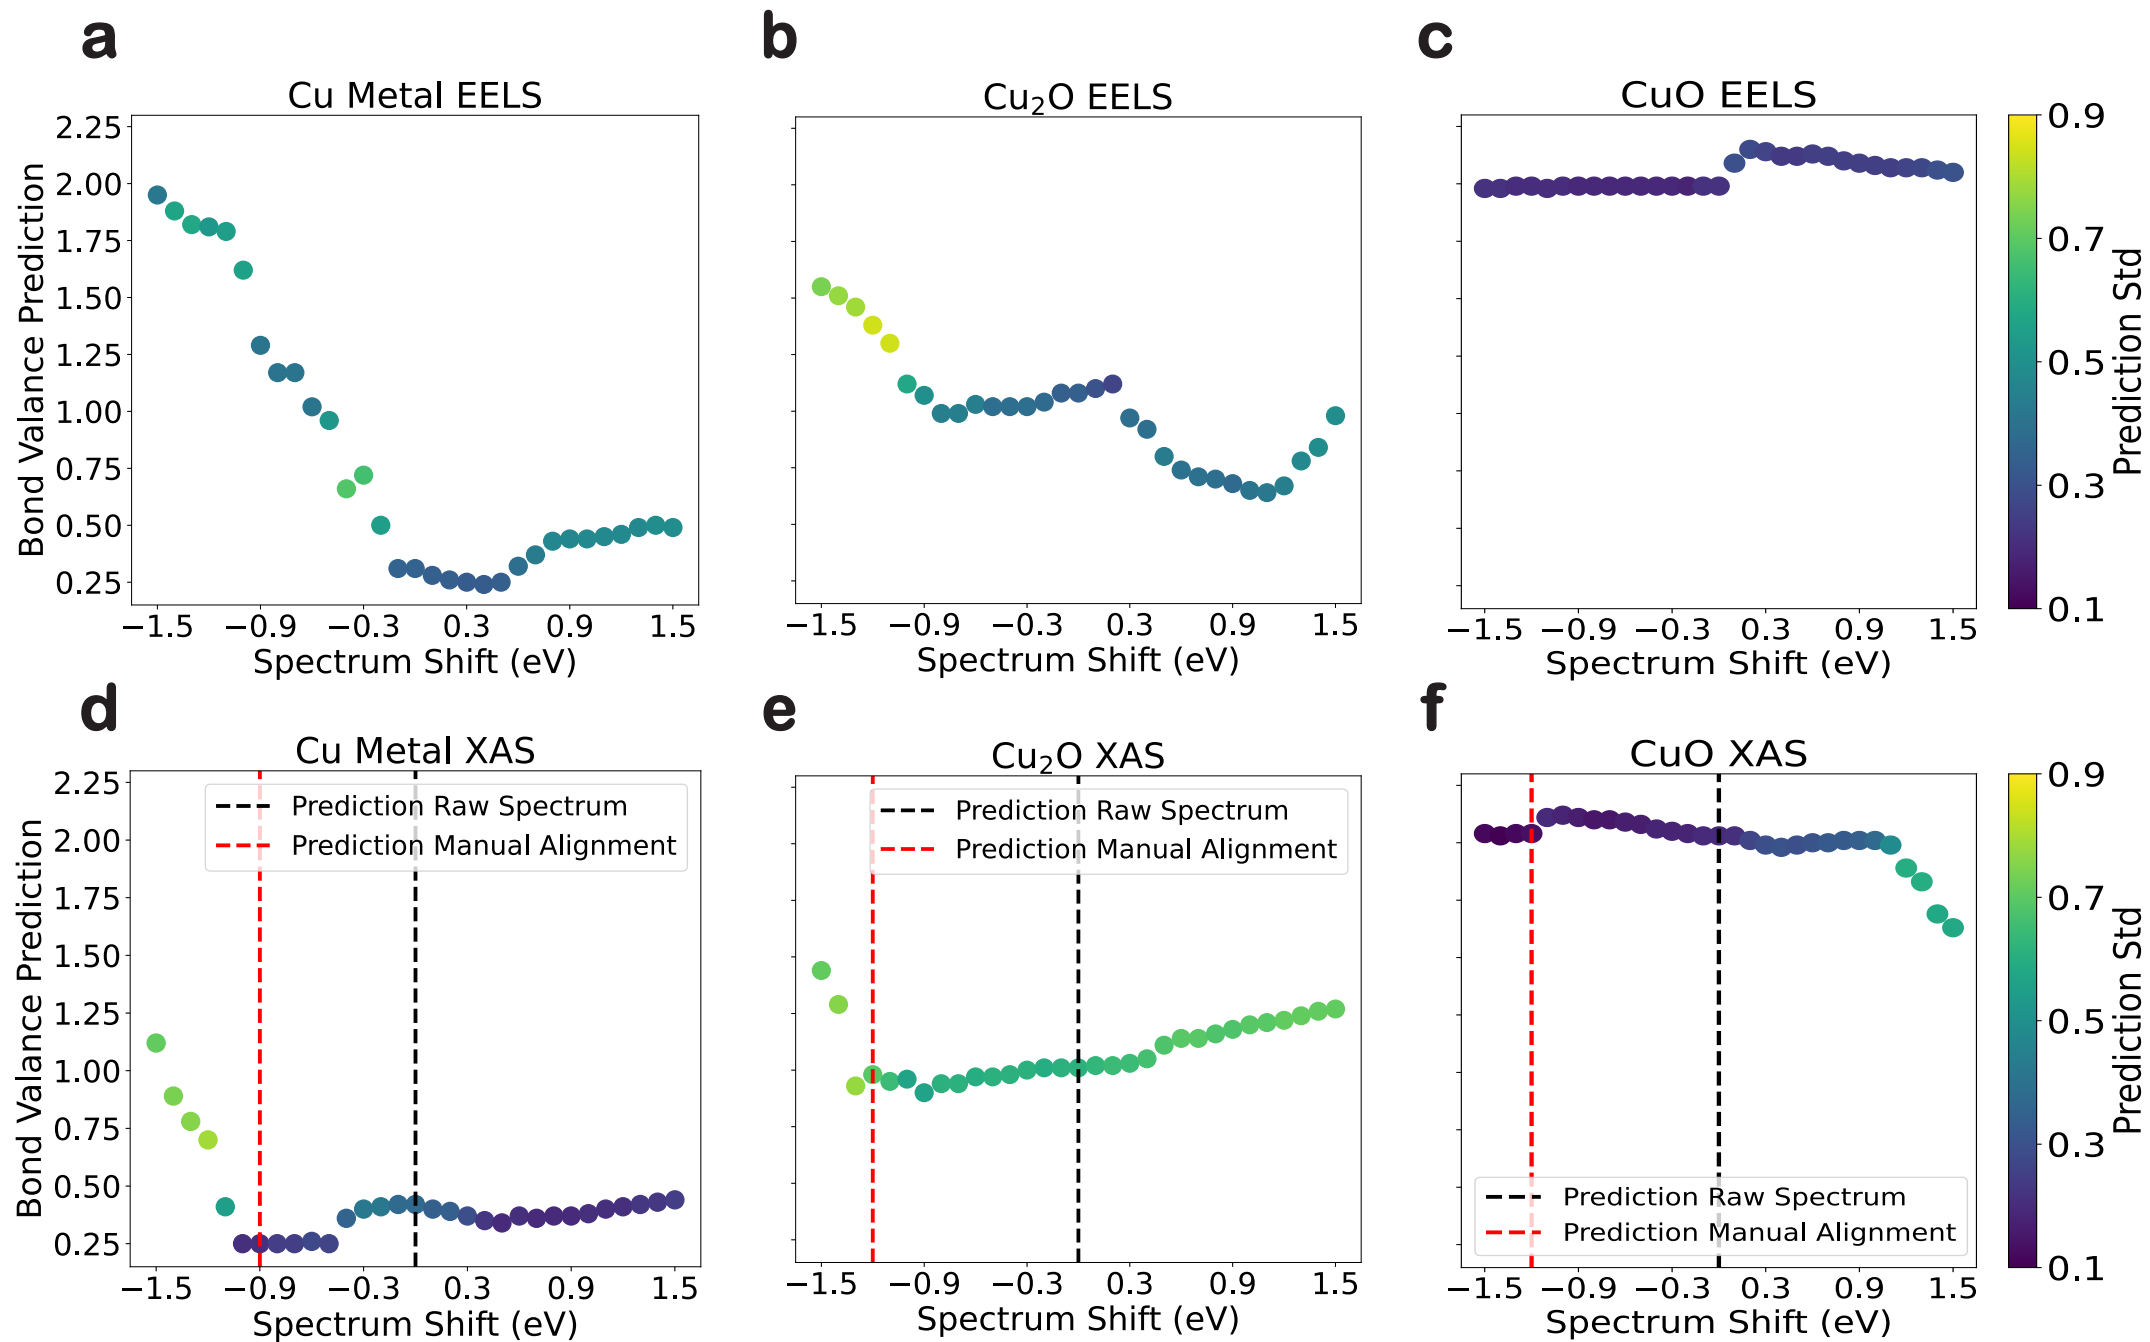 a
b
c
Cu Metal EELS
Cu₂O EELS
CuO EELS
2.25
2.00
1.75
1.50
1.25
1.00
0.75
0.50
0.25
Bond Valance Prediction
−1.5 −0.9 −0.3 0.3 0.9 1.5
Spectrum Shift (eV)
−1.5 −0.9 −0.3 0.3 0.9 1.5
Spectrum Shift (eV)
−1.5 −0.9 −0.3 0.3 0.9 1.5
Spectrum Shift (eV)
0.9
0.7
0.5
0.3
0.1
Prediction Std
d
e
f
Cu Metal XAS
Cu₂O XAS
CuO XAS
2.25
2.00
1.75
1.50
1.25
1.00
0.75
0.50
0.25
Bond Valance Prediction
Prediction Raw Spectrum
Prediction Manual Alignment
−1.5 −0.9 −0.3 0.3 0.9 1.5
Spectrum Shift (eV)
Prediction Raw Spectrum
Prediction Manual Alignment
−1.5 −0.9 −0.3 0.3 0.9 1.5
Spectrum Shift (eV)
Prediction Raw Spectrum
Prediction Manual Alignment
−1.5 −0.9 −0.3 0.3 0.9 1.5
Spectrum Shift (eV)
0.9
0.7
0.5
0.3
0.1
Prediction Std